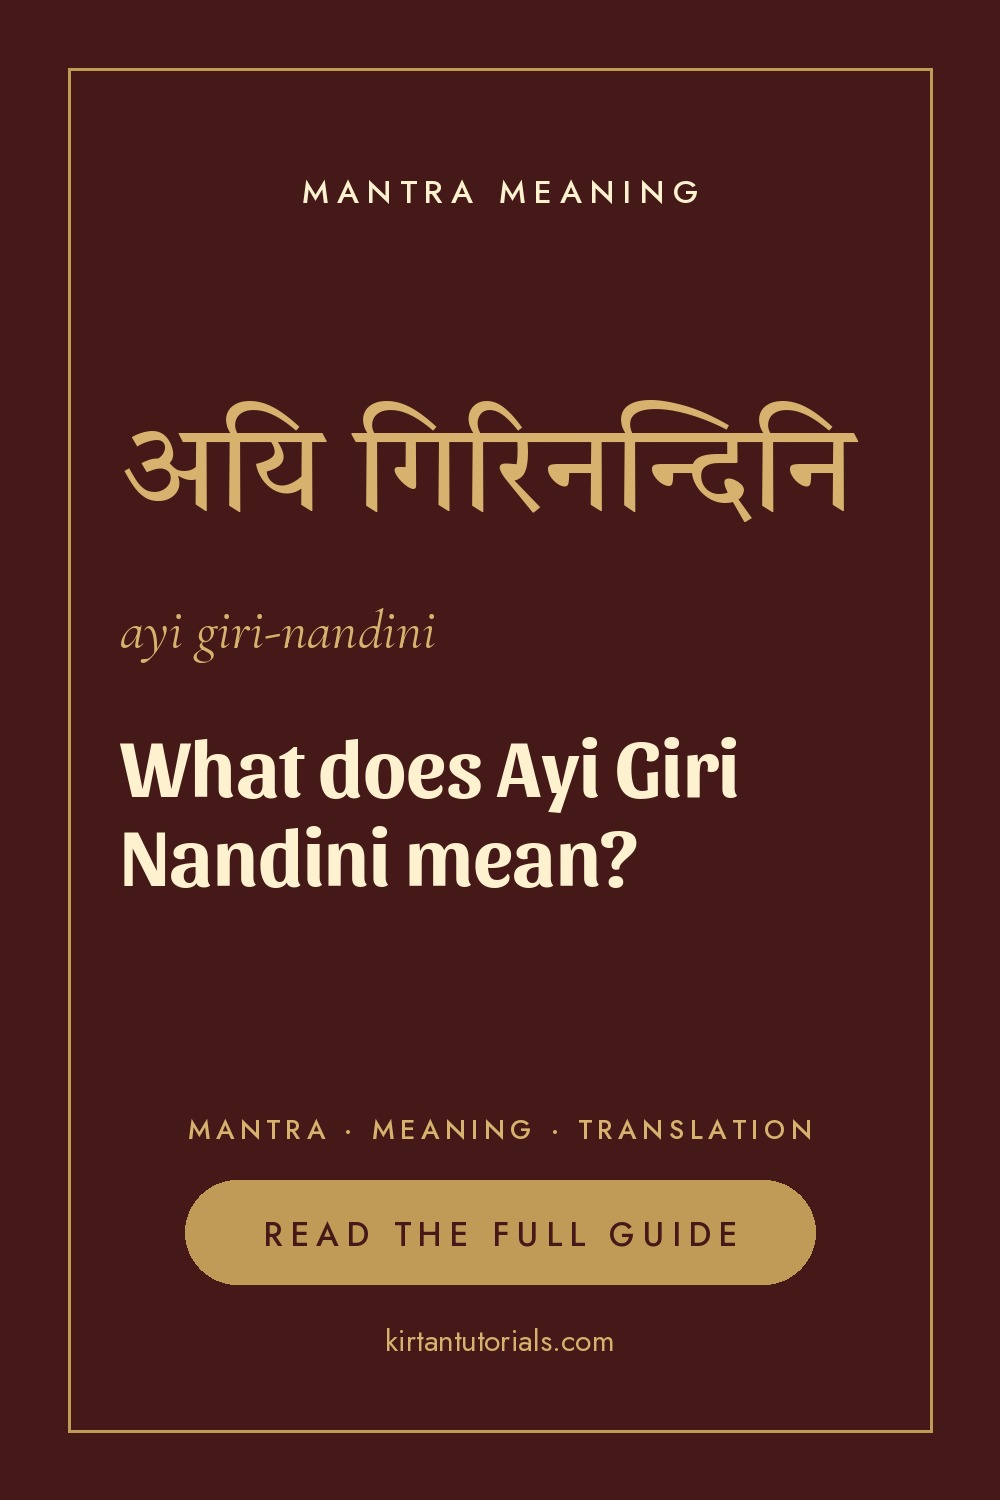 MANTRA MEANING
अयि गिरिनन्दिनि
ayi giri-nandini
What does Ayi Giri
Nandini mean?
MANTRA · MEANING · TRANSLATION
READ THE FULL GUIDE
kirtantutorials.com